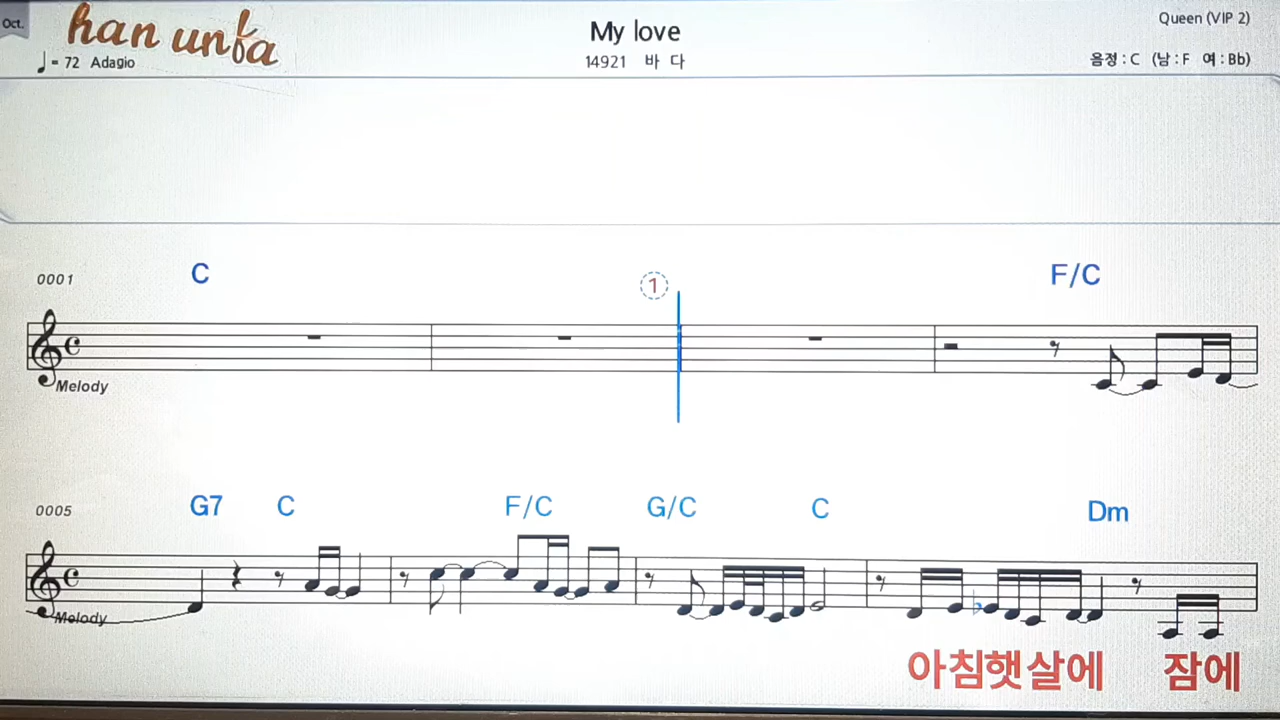 Oct.
han unfa
My love
Queen (VIP 2)
♩= 72 Adagio
14921 바 다
음정 : C (남 : F 여 : Bb)
0001
C
1
F/C
Melody
0005
G7 C F/C G/C C Dm
Melody
아침햇살에 잠에